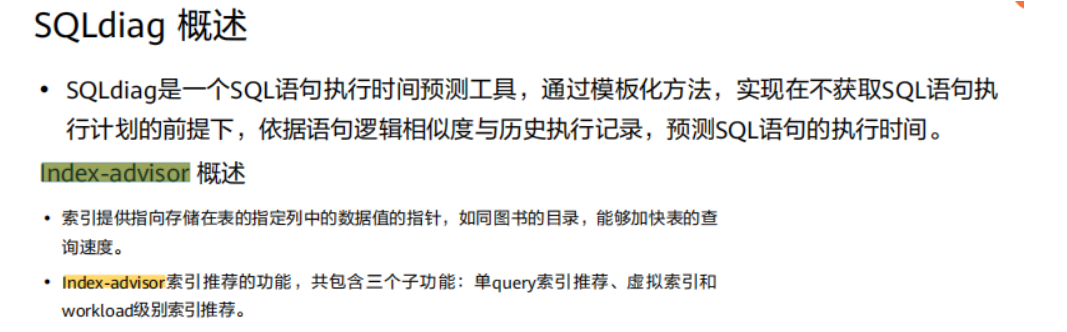 SQLdiag 概述
• SQLdiag是一个SQL语句执行时间预测工具，通过模板化方法，实现在不获取SQL语句执
行计划的前提下，依据语句逻辑相似度与历史执行记录，预测SQL语句的执行时间。
Index-advisor 概述
• 索引提供指向存储在表的指定列中的数据值的指针，如同图书的目录，能够加快表的查
询速度。
• Index-advisor索引推荐的功能，共包含三个子功能：单query索引推荐、虚拟索引和
workload级别索引推荐。